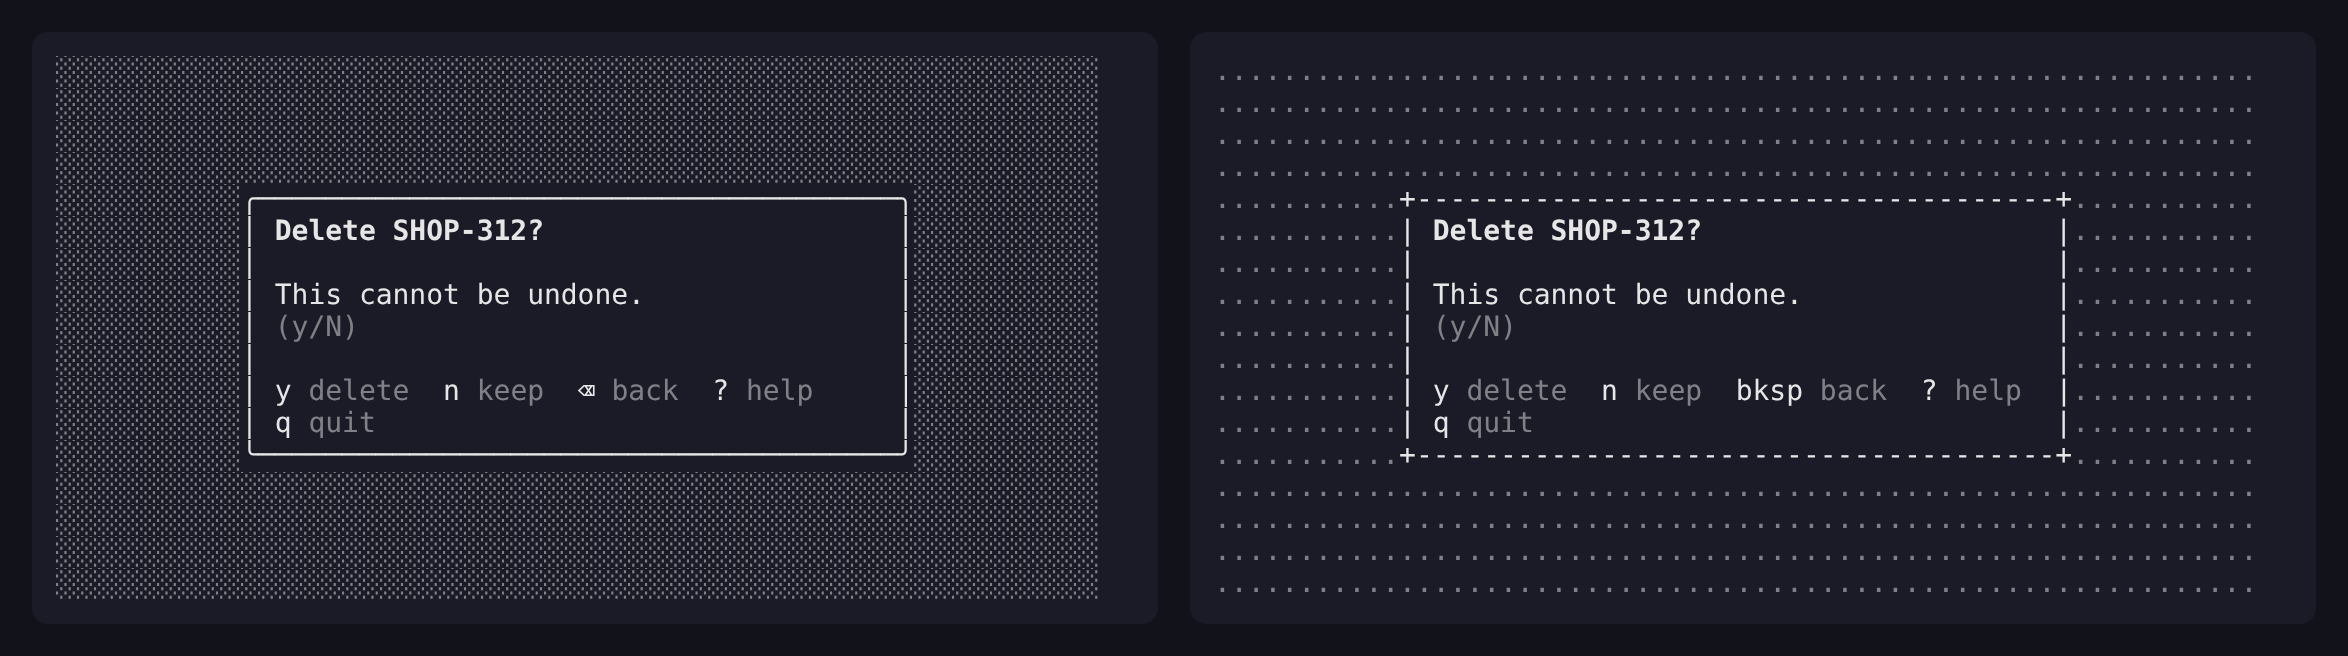 Delete SHOP-312?
This cannot be undone.
(y/N)
y delete  n keep  ⌫ back  ? help
q quit
Delete SHOP-312?
This cannot be undone.
(y/N)
y delete  n keep  bksp back  ? help
q quit